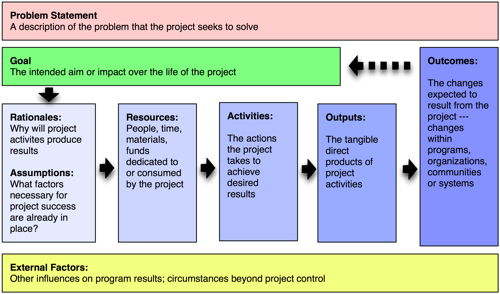 Problem Statement
A description of the problem that the project seeks to solve
Goal
The intended aim or impact over the life of the project
Rationales:
Why will project
activites produce
results
Assumptions:
What factors
necessary for
project success
are already in
place?
Resources:
People, time,
materials,
funds
dedicated to
or consumed
by the project
Activities:
The actions
the project
takes to
achieve
desired
results
Outputs:
The tangible
direct
products of
project
activities
Outcomes:
The changes
expected to
result from the
project ---
changes
within
programs,
organizations,
communities
or systems
External Factors:
Other influences on program results; circumstances beyond project control